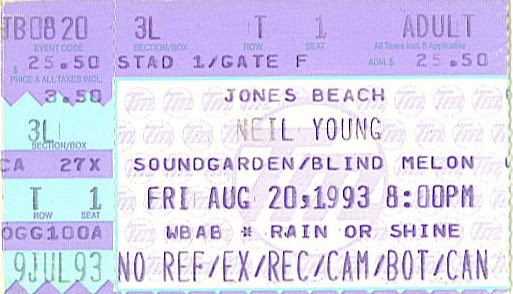 JB0820 3L T 1 ADULT
EVENT CODE SECTION/BOX ROW SEAT All Taxes Incl. If Applicable
$ 25.50 STAD 1/GATE F ADM.$ 25.50
PRICE & ALL TAXES INCL.
3.50 JONES BEACH
3L NEIL YOUNG
SECTION/BOX
CA 27X SOUNDGARDEN/BLIND MELON
T 1 FRI AUG 20,1993 8:00PM
ROW SEAT
OGG100A WBAB * RAIN OR SHINE
9JUL93 NO REF/EX/REC/CAM/BOT/CAN